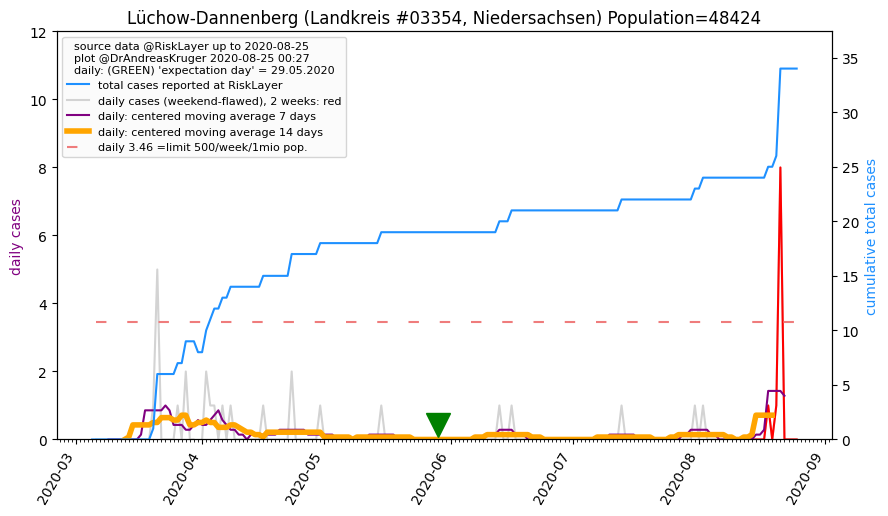 Lüchow-Dannenberg (Landkreis #03354, Niedersachsen) Population=48424
source data @RiskLayer up to 2020-08-25
plot @DrAndreasKruger 2020-08-25 00:27
daily: (GREEN) 'expectation day' = 29.05.2020
total cases reported at RiskLayer
daily cases (weekend-flawed), 2 weeks: red
daily: centered moving average 7 days
daily: centered moving average 14 days
daily 3.46 =limit 500/week/1mio pop.
daily cases
12
10
8
6
4
2
0
cumulative total cases
35
30
25
20
15
10
5
0
2020-03
2020-04
2020-05
2020-06
2020-07
2020-08
2020-09